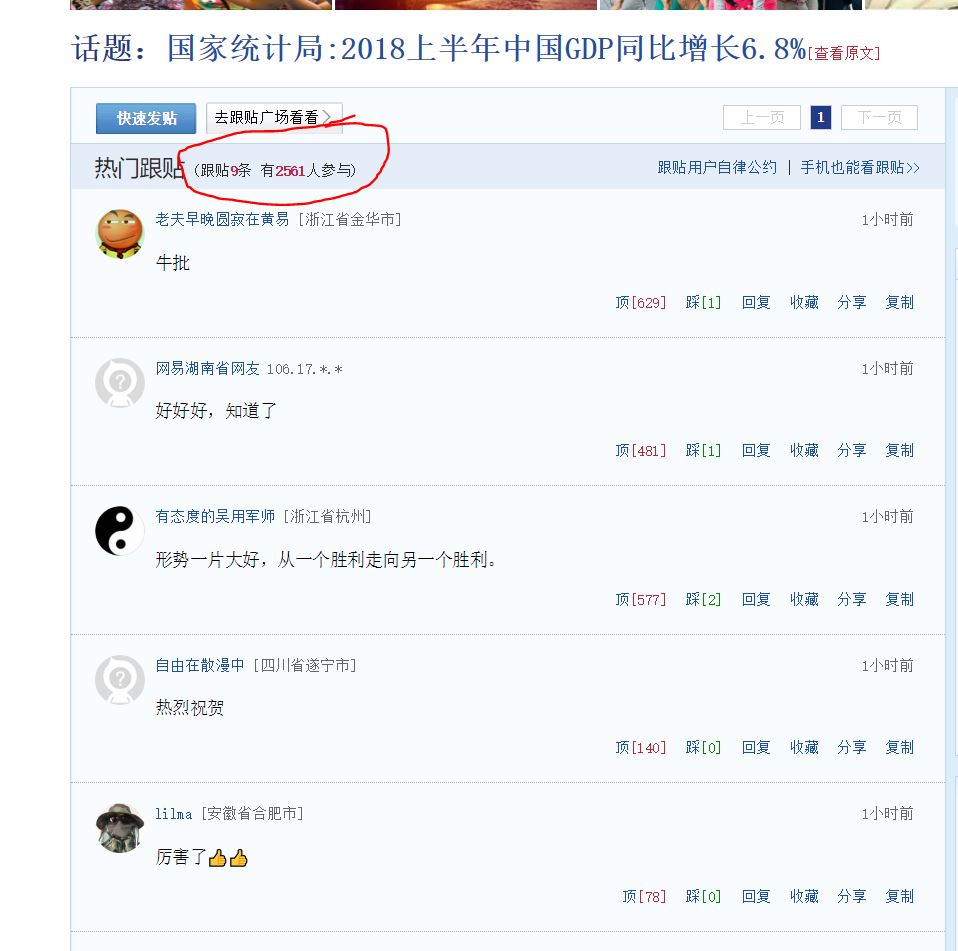 话题：国家统计局:2018上半年中国GDP同比增长6.8%[查看原文]
快速发贴 去跟贴广场看看 上一页 1 下一页
热门跟贴 (跟贴9条 有2561人参与) 跟贴用户自律公约 | 手机也能看跟贴>>
老夫早晚圆寂在黄易 [浙江省金华市] 1小时前
牛批
顶[629] 踩[1] 回复 收藏 分享 复制
网易湖南省网友 106.17.*.* 1小时前
好好好，知道了
顶[481] 踩[1] 回复 收藏 分享 复制
有态度的吴用军师 [浙江省杭州] 1小时前
形势一片大好，从一个胜利走向另一个胜利。
顶[577] 踩[2] 回复 收藏 分享 复制
自由在散漫中 [四川省遂宁市] 1小时前
热烈祝贺
顶[140] 踩[0] 回复 收藏 分享 复制
lilma [安徽省合肥市] 1小时前
厉害了👍👍
顶[78] 踩[0] 回复 收藏 分享 复制